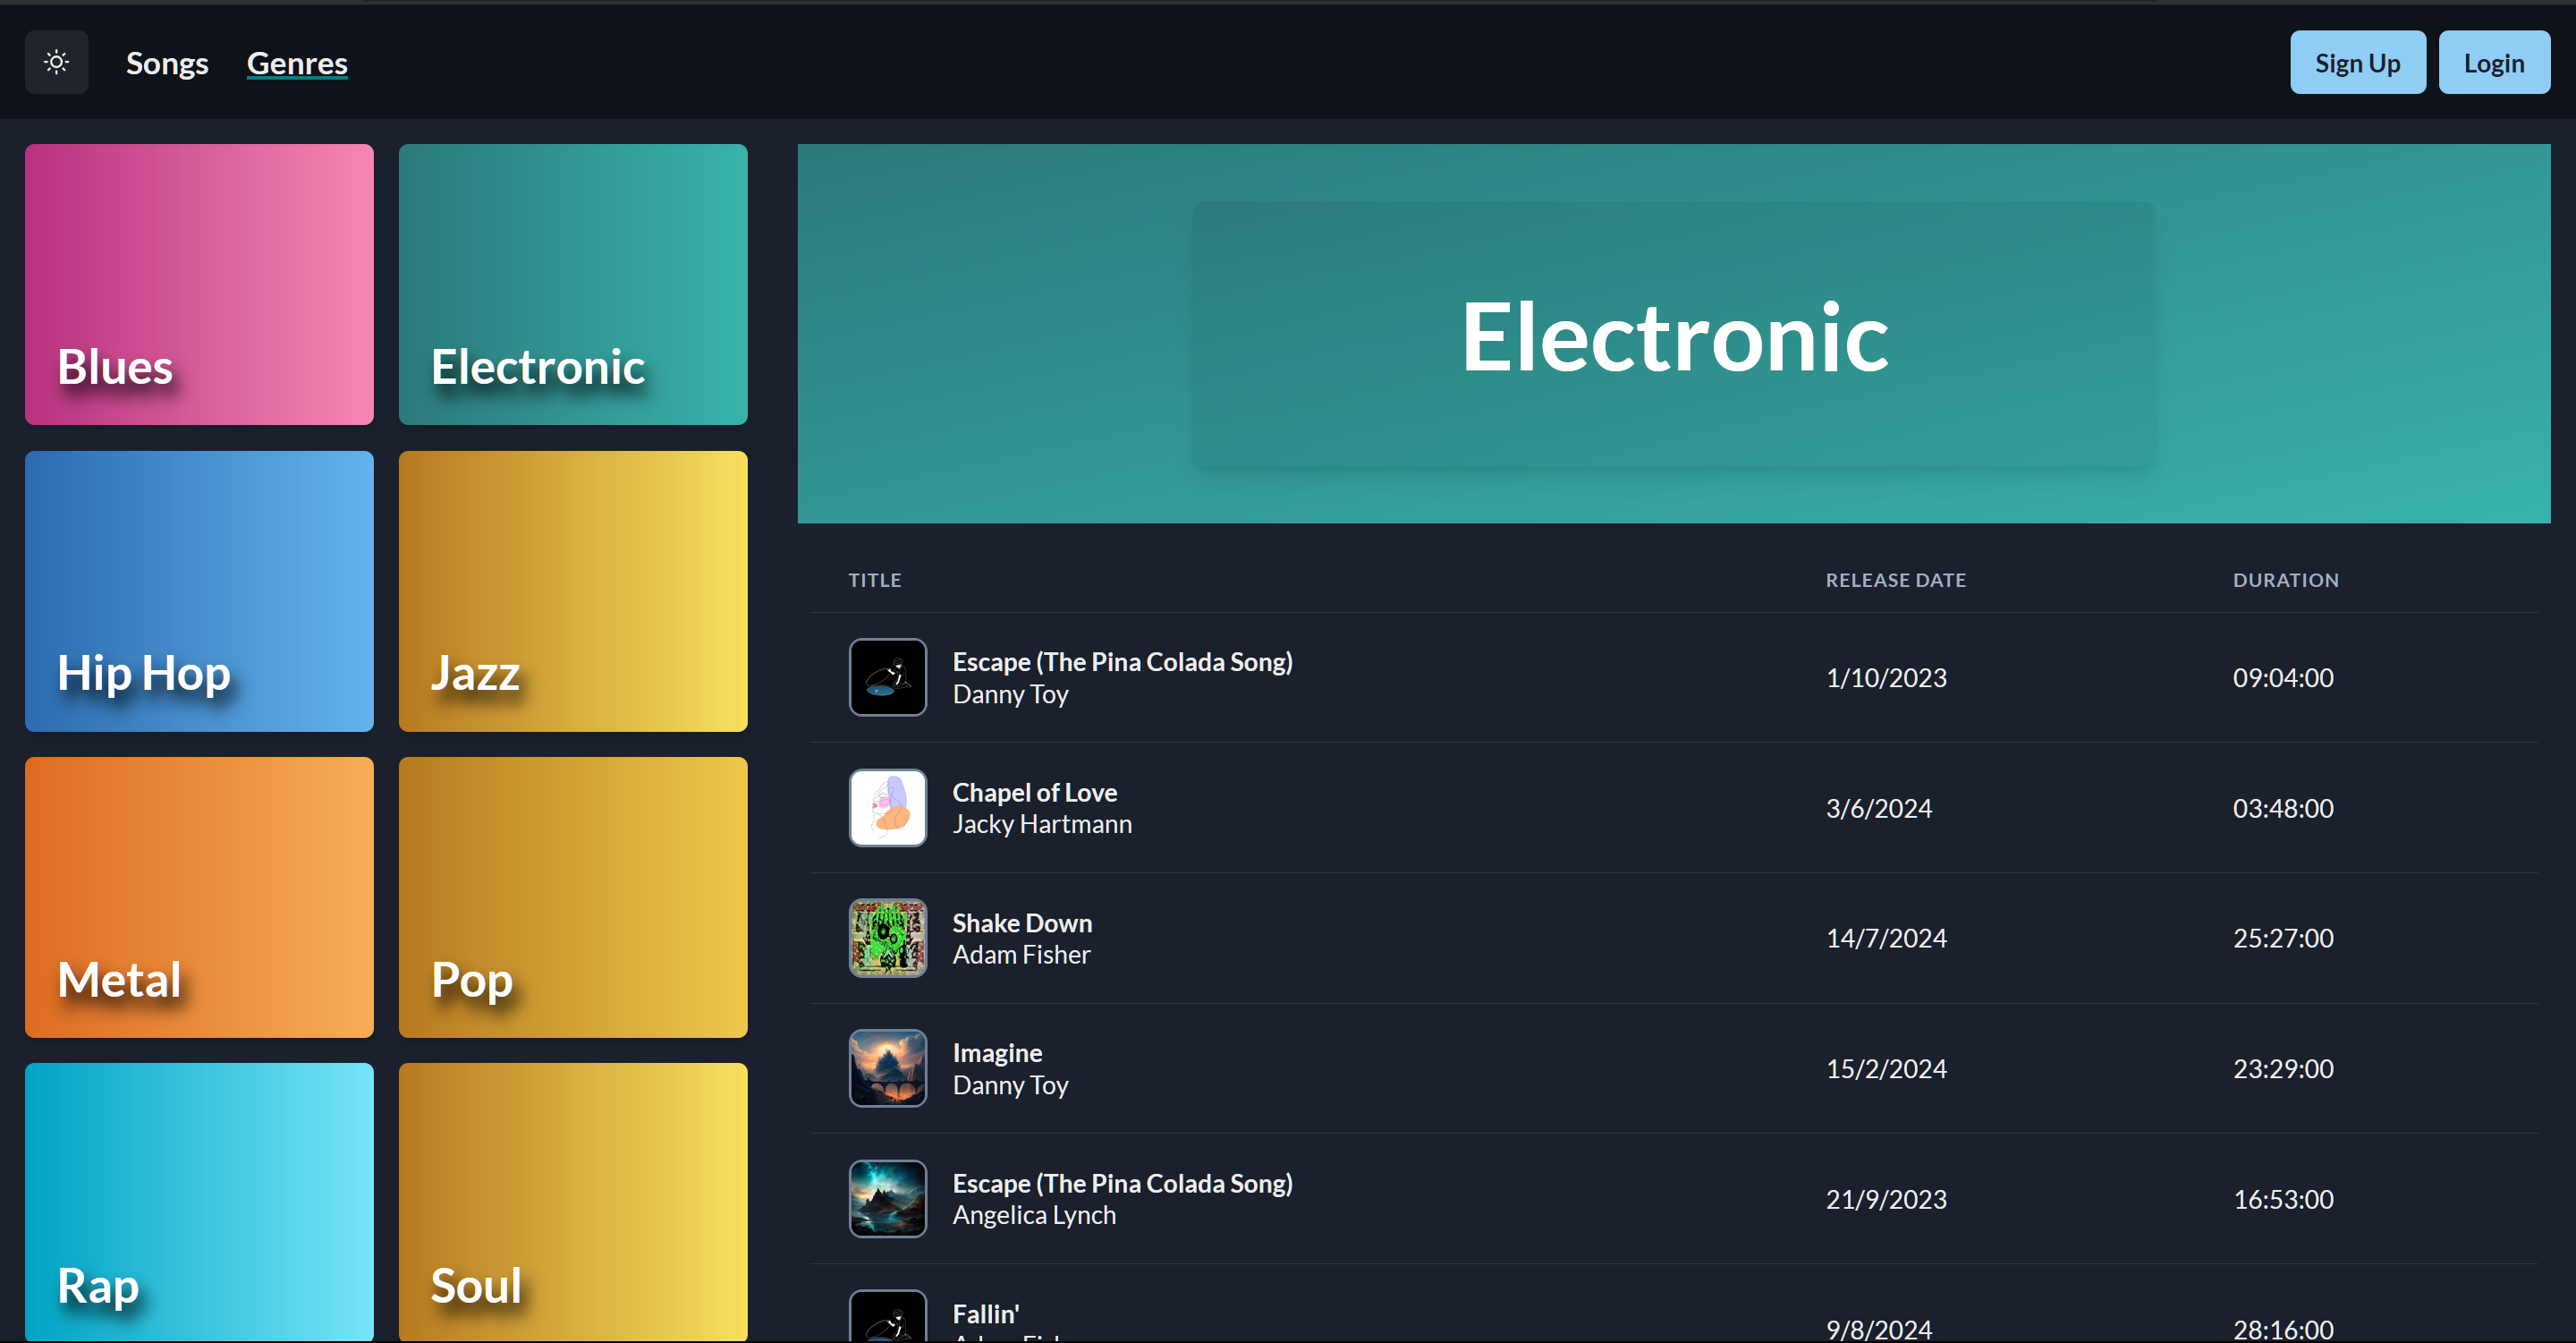 Songs Genres Sign Up Login
Blues
Electronic
Hip Hop
Jazz
Metal
Pop
Rap
Soul
Electronic
TITLE RELEASE DATE DURATION
Escape (The Pina Colada Song)
Danny Toy
1/10/2023 09:04:00
Chapel of Love
Jacky Hartmann
3/6/2024 03:48:00
Shake Down
Adam Fisher
14/7/2024 25:27:00
Imagine
Danny Toy
15/2/2024 23:29:00
Escape (The Pina Colada Song)
Angelica Lynch
21/9/2023 16:53:00
Fallin'
9/8/2024 28:16:00